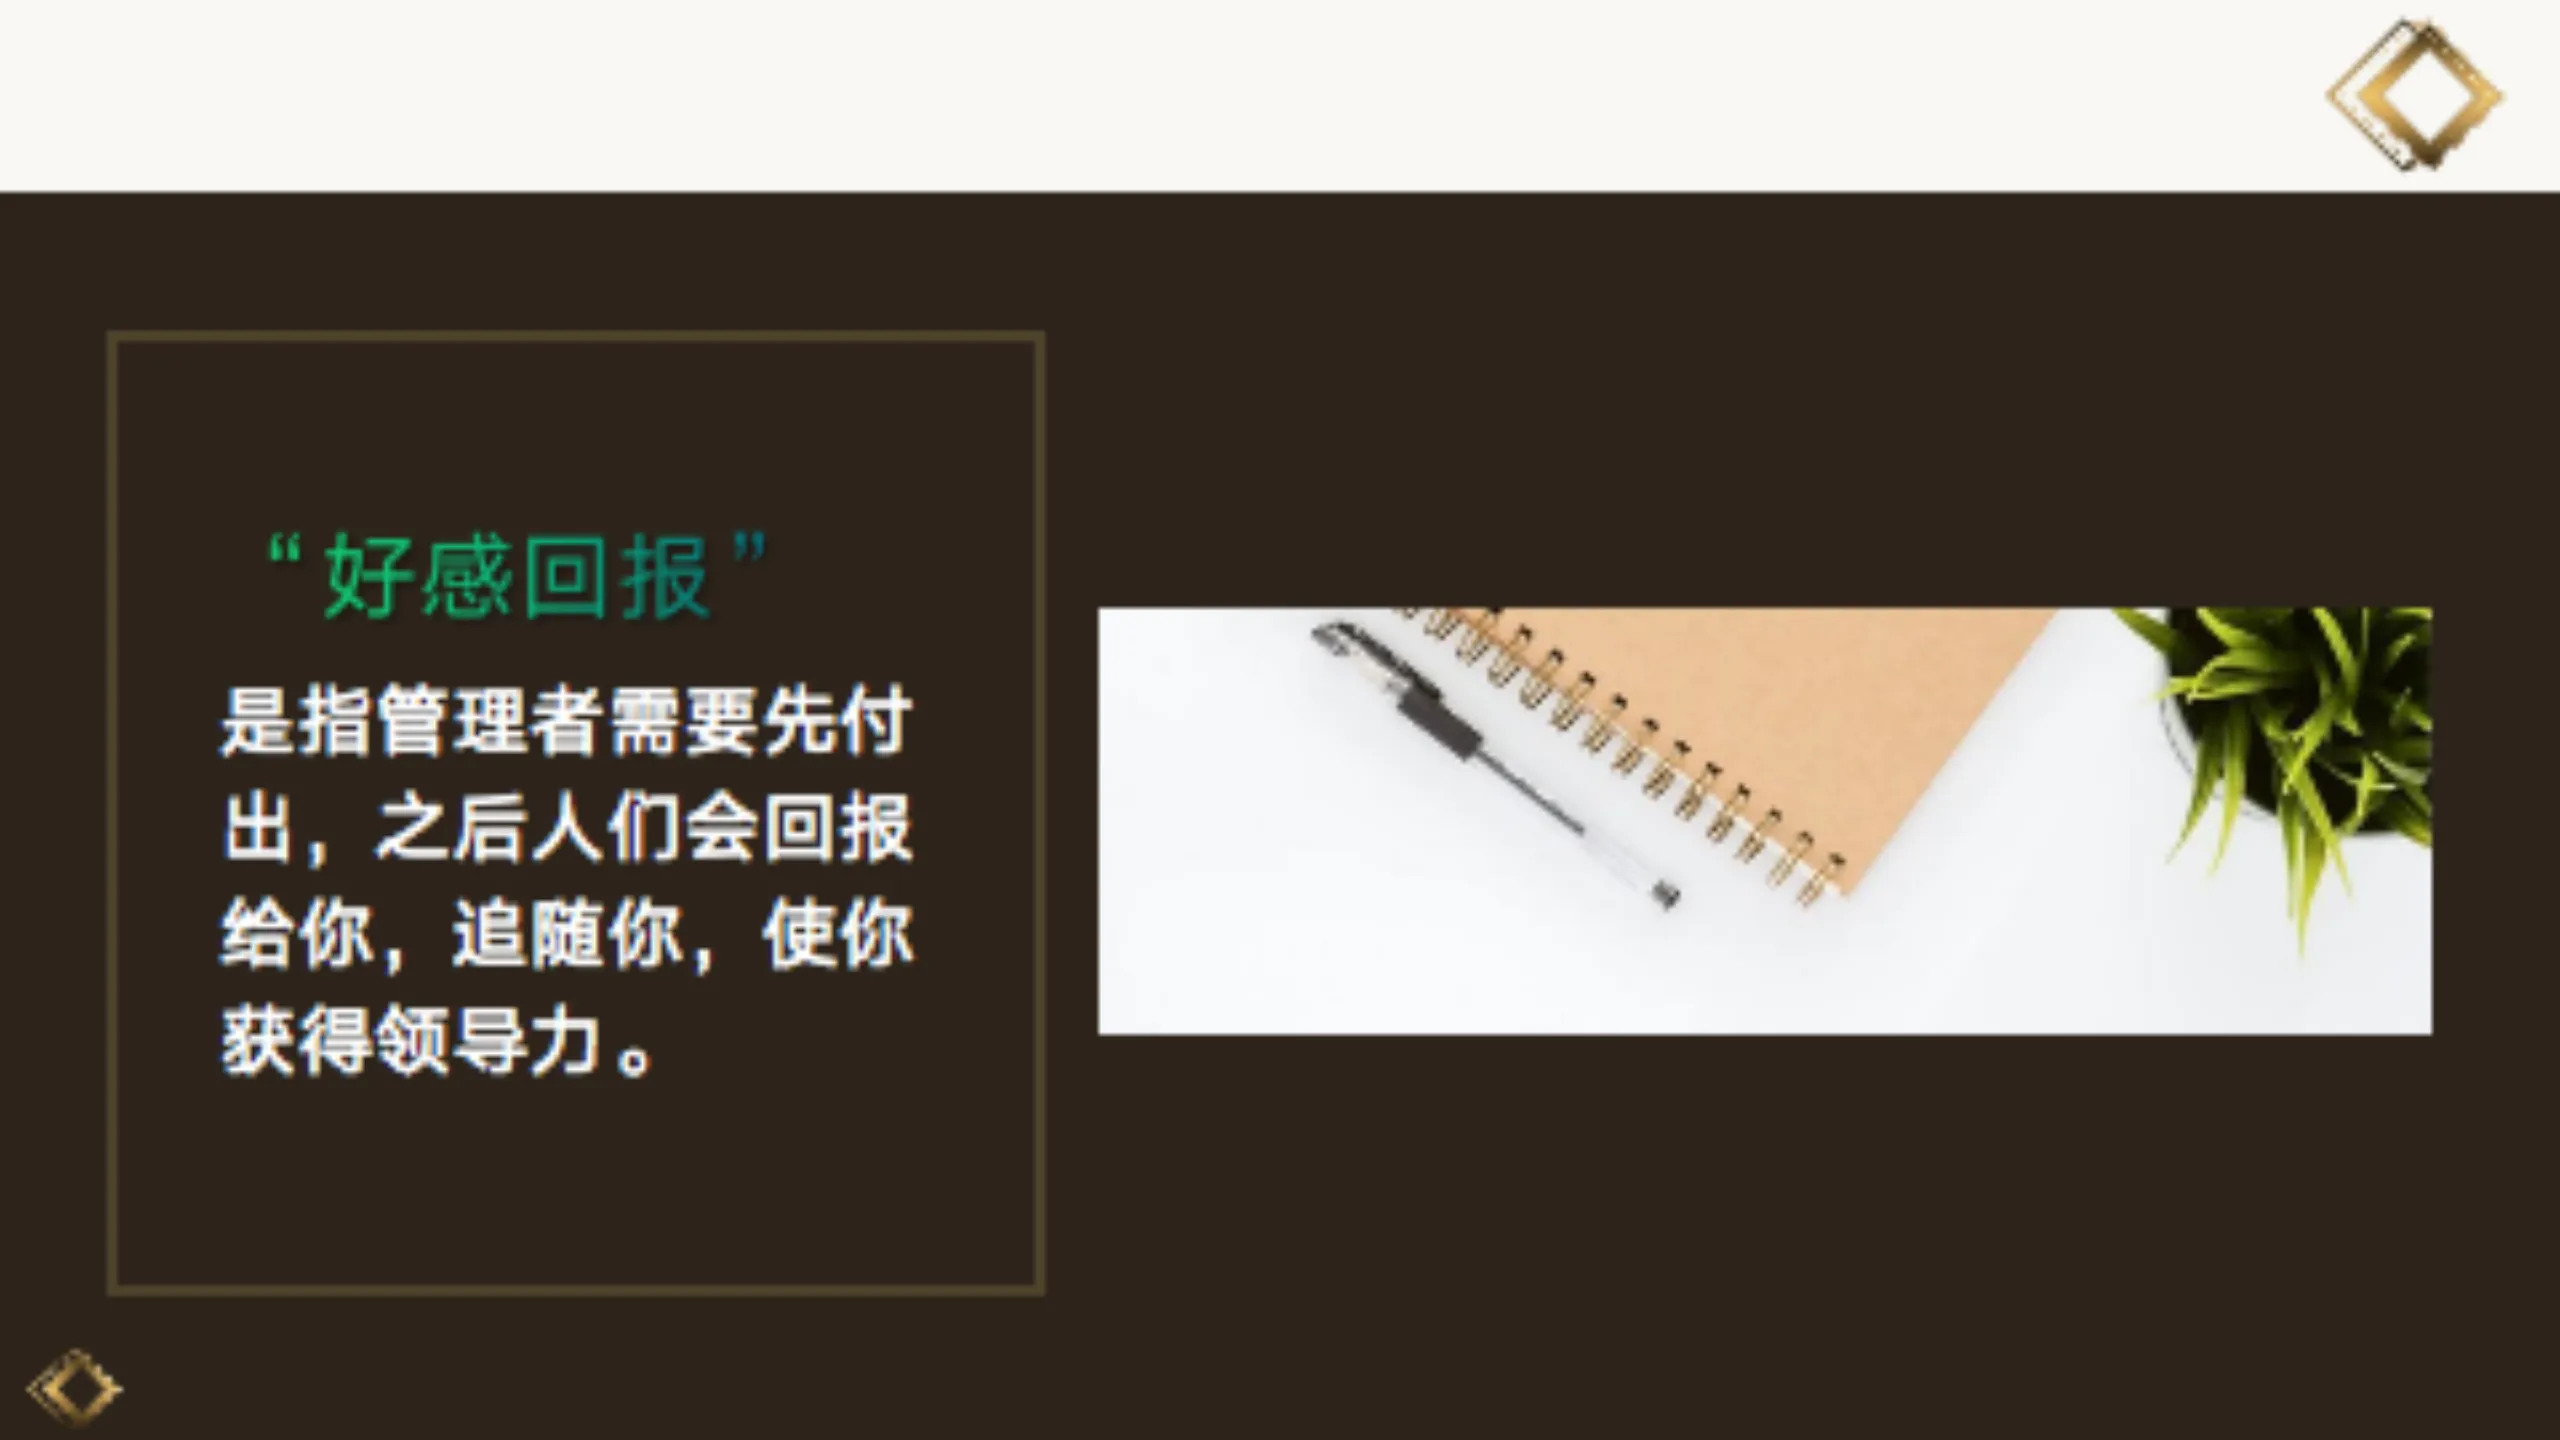 “好感回报”
是指管理者需要先付
出，之后人们会回报
给你，追随你，使你
获得领导力。